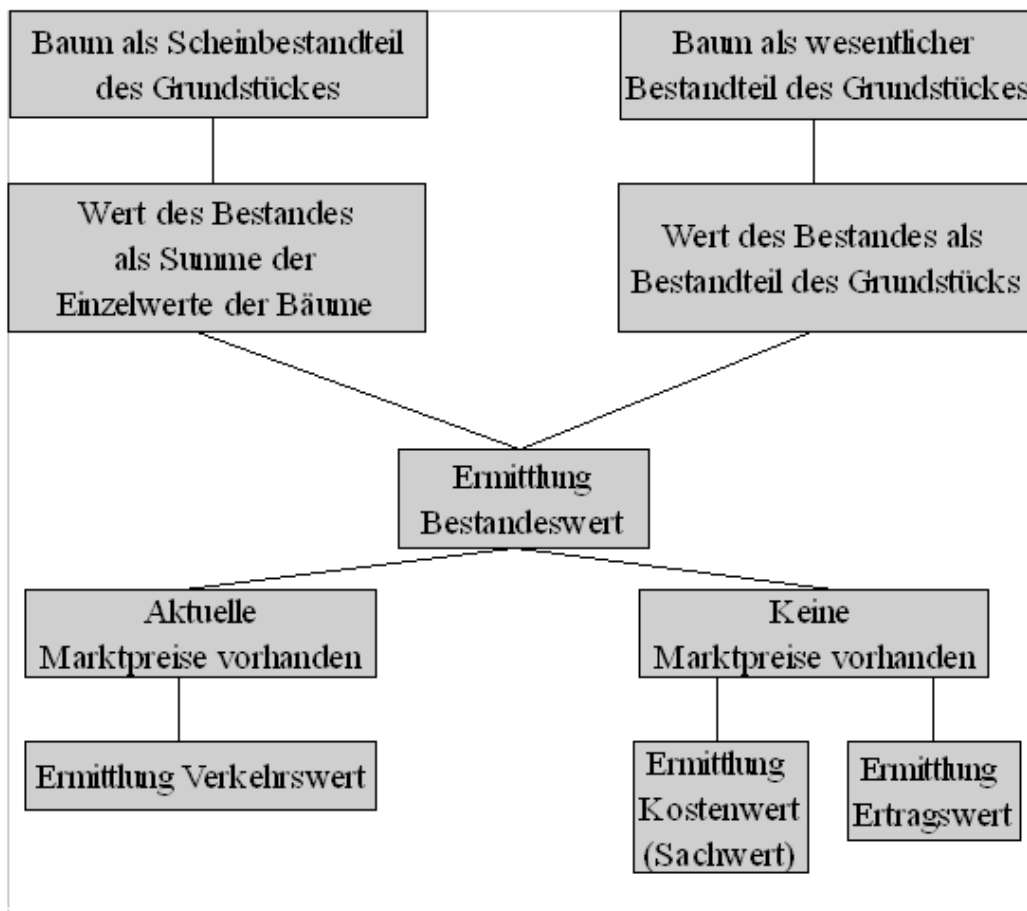 Baum als Scheinbestandteil
des Grundstückes
Baum als wesentlicher
Bestandteil des Grundstückes
Wert des Bestandes
als Summe der
Einzelwerte der Bäume
Wert des Bestandes als
Bestandteil des Grundstücks
Ermittlung
Bestandeswert
Aktuelle
Marktpreise vorhanden
Keine
Marktpreise vorhanden
Ermittlung Verkehrswert
Ermittlung
Kostenwert
(Sachwert)
Ermittlung
Ertragswert